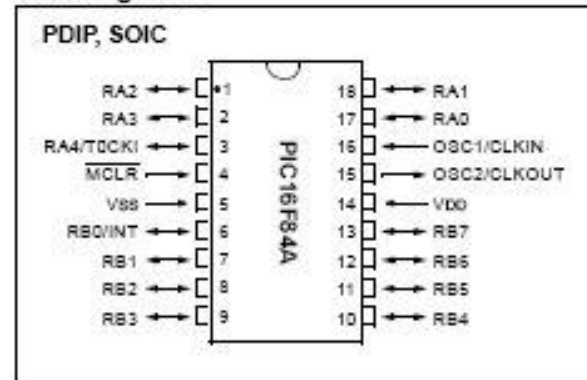 PDIP, SOIC
RA2 1 18 RA1
RA3 2 17 RA0
RA4/T0CKI 3 16 OSC1/CLKIN
MCLR 4 15 OSC2/CLKOUT
VSS 5 14 VDD
RB0/INT 6 13 RB7
RB1 7 12 RB6
RB2 8 11 RB5
RB3 9 10 RB4
PIC16F84A